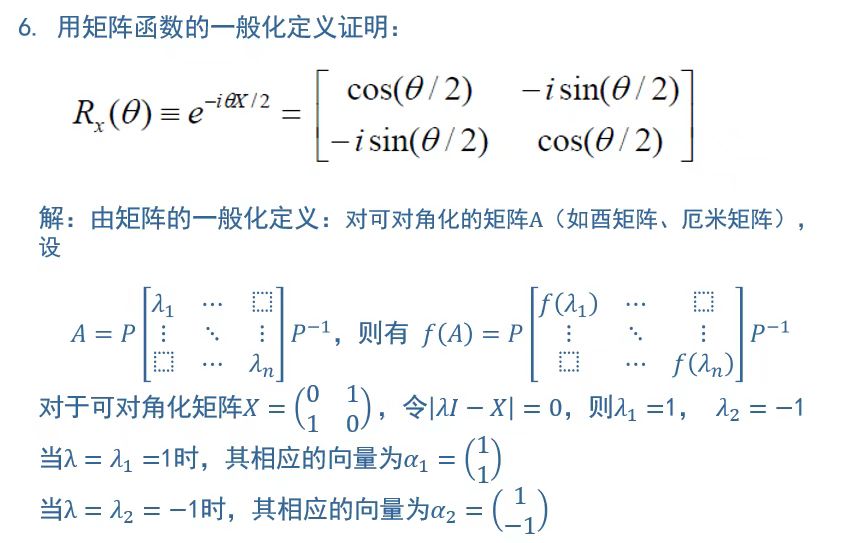 6. 用矩阵函数的一般化定义证明：
$R_x(\theta) \equiv e^{-i\theta X/2} = \begin{bmatrix} \cos(\theta/2) & -i\sin(\theta/2) \\ -i\sin(\theta/2) & \cos(\theta/2) \end{bmatrix}$
解：由矩阵的一般化定义：对可对角化的矩阵A（如酉矩阵、厄米矩阵），
设
$A = P \begin{bmatrix} \lambda_1 & \cdots & ⬚ \\ \vdots & \ddots & \vdots \\ ⬚ & \cdots & \lambda_n \end{bmatrix} P^{-1}$，则有 $f(A) = P \begin{bmatrix} f(\lambda_1) & \cdots & ⬚ \\ \vdots & \ddots & \vdots \\ ⬚ & \cdots & f(\lambda_n) \end{bmatrix} P^{-1}$
对于可对角化矩阵$X = \begin{pmatrix} 0 & 1 \\ 1 & 0 \end{pmatrix}$，令$|\lambda I - X| = 0$，则$\lambda_1$ =1， $\lambda_2 = -1$
当$\lambda = \lambda_1$ =1时，其相应的向量为$\alpha_1 = \begin{pmatrix} 1 \\ 1 \end{pmatrix}$
当$\lambda = \lambda_2 = -1$时，其相应的向量为$\alpha_2 = \begin{pmatrix} 1 \\ -1 \end{pmatrix}$